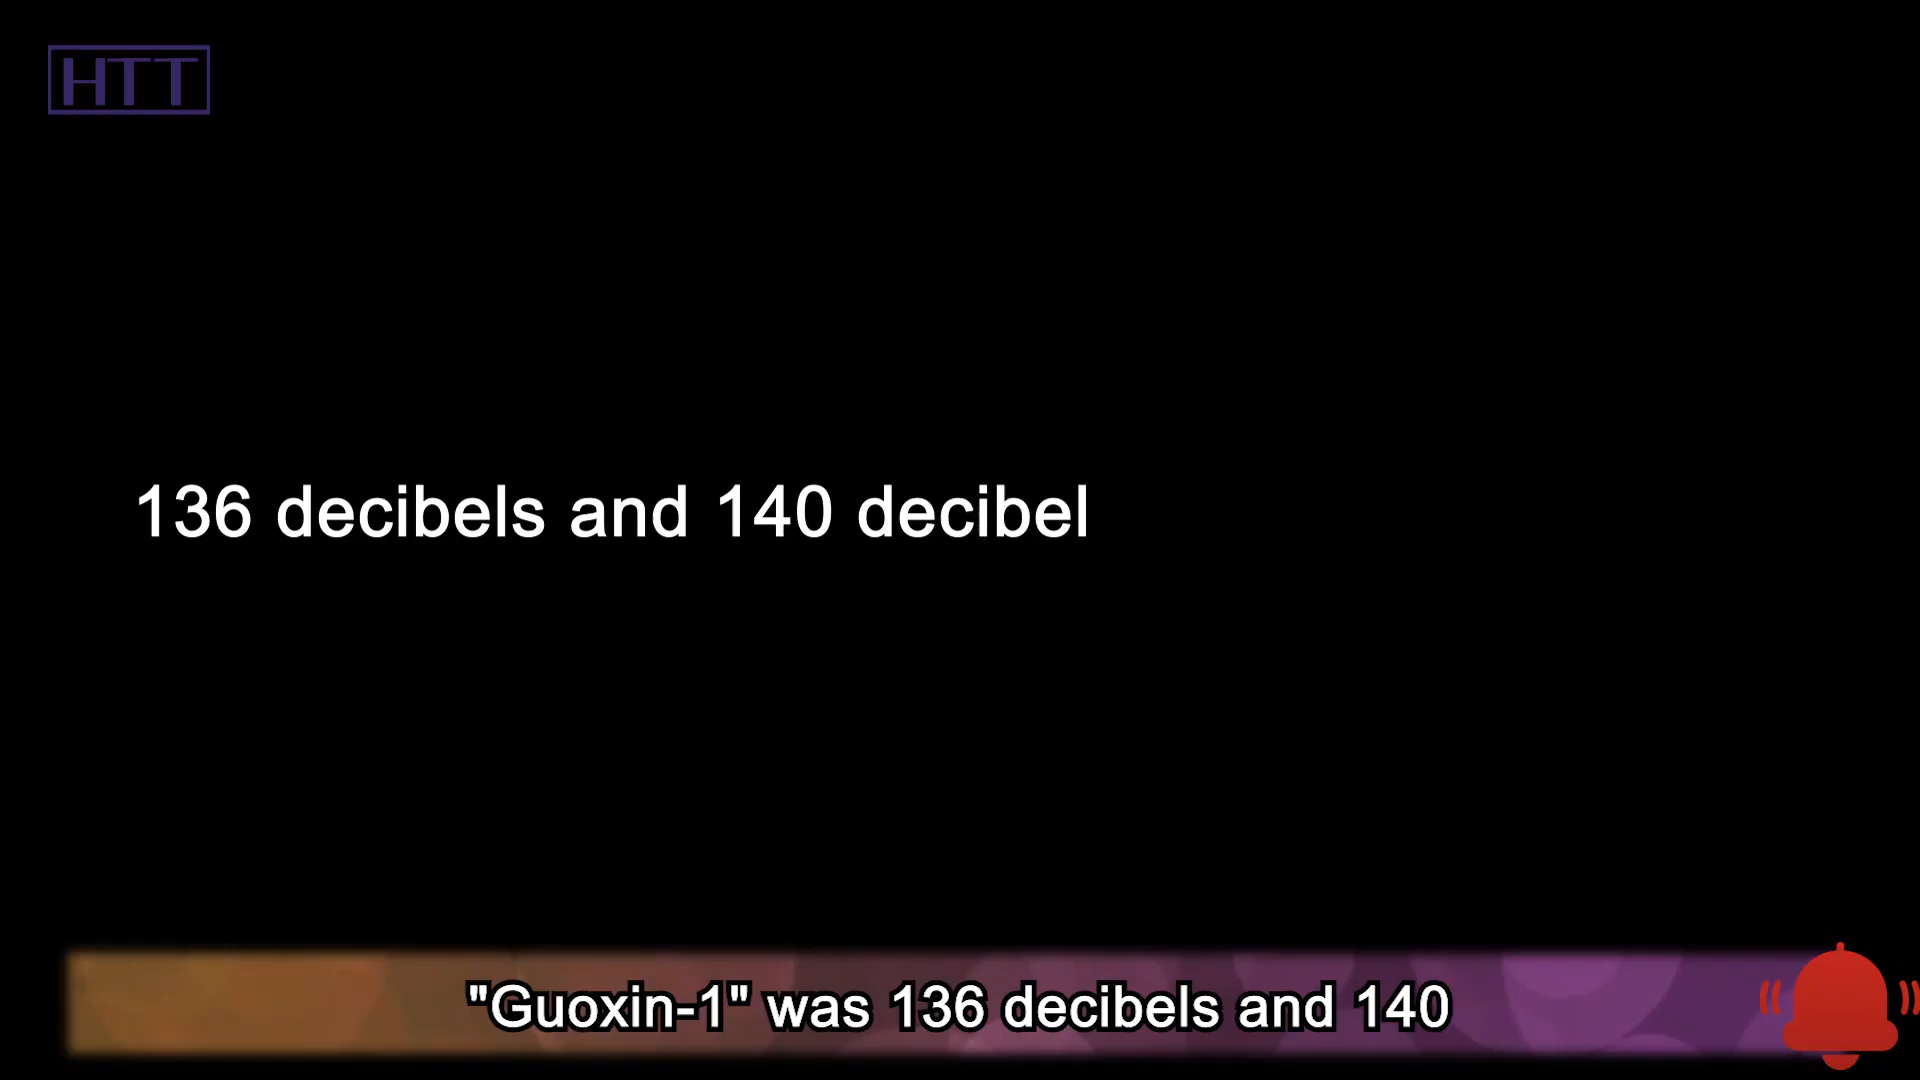 HTT
136 decibels and 140 decibel
"Guoxin-1" was 136 decibels and 140